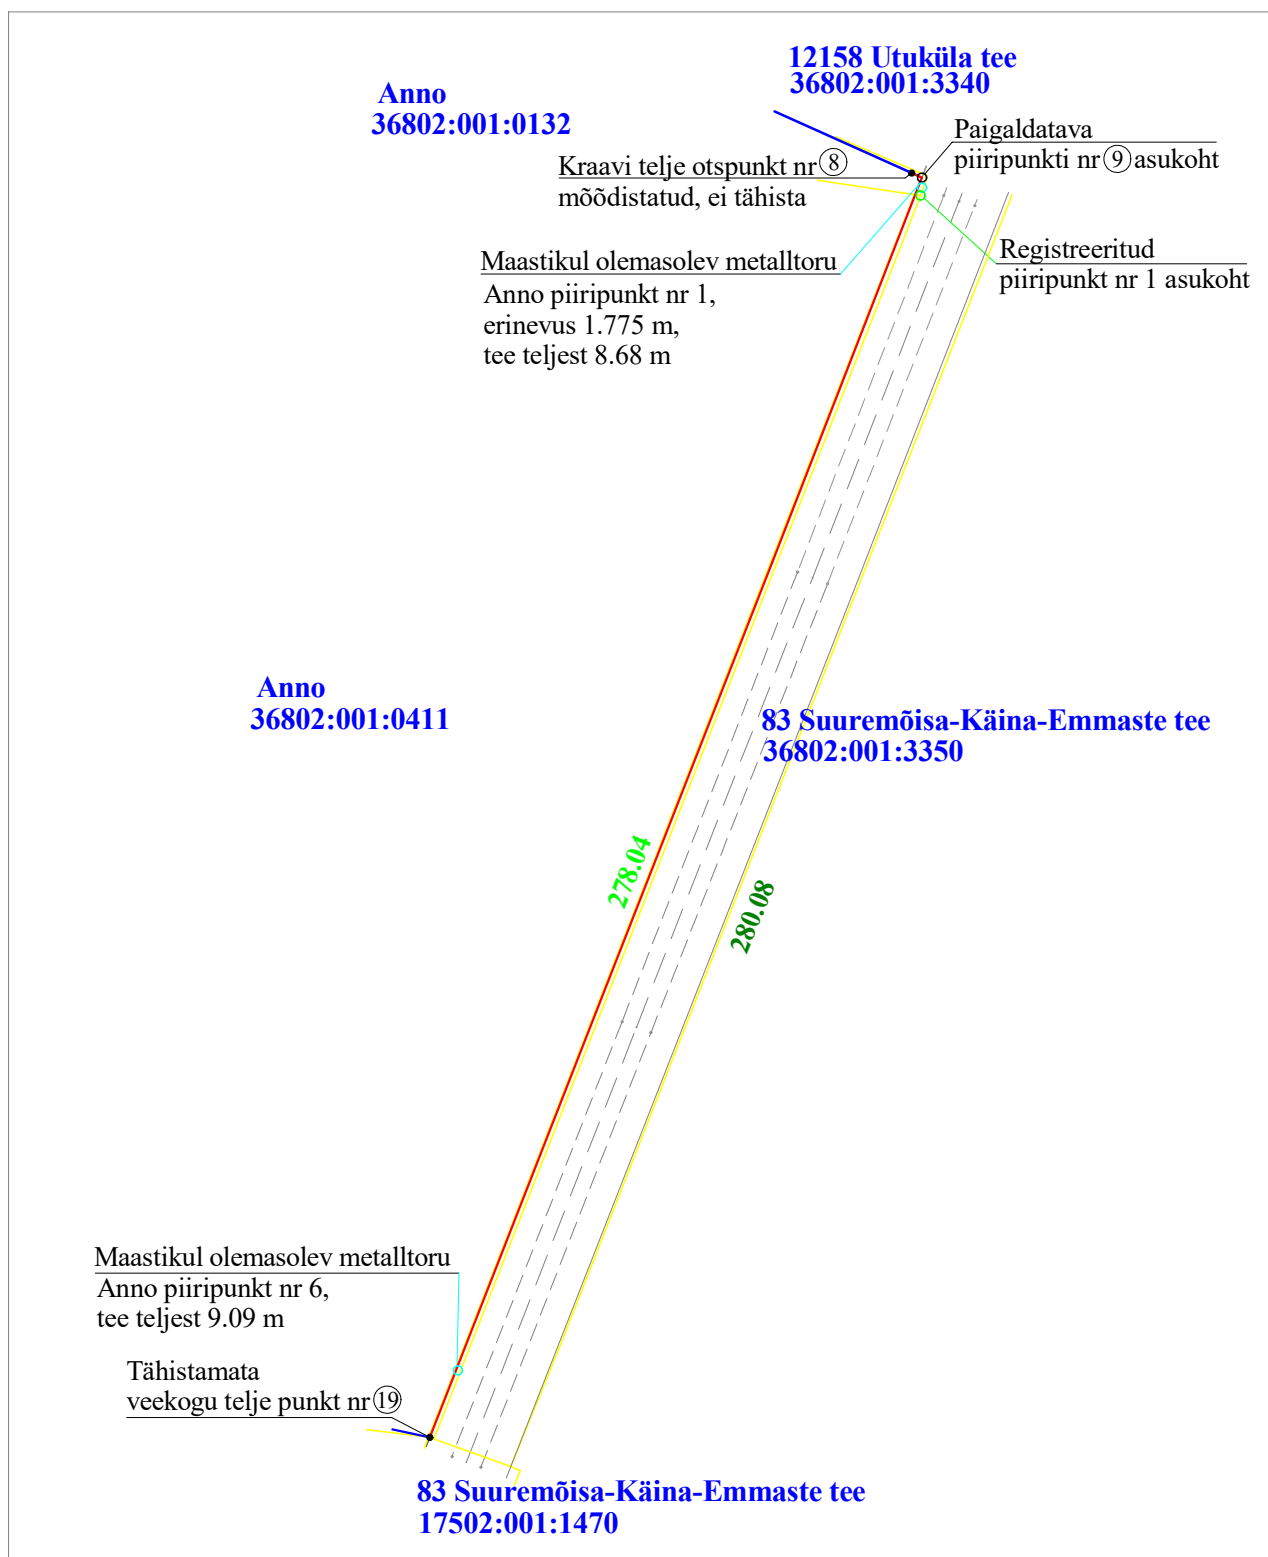 12158 Utuküla tee
36802:001:3340
Anno
36802:001:0132
Paigaldatava
piiripunkti nr 9 asukoht
Kraavi telje otspunkt nr 8
mõõdistatud, ei tähista
Registreeritud
piiripunkt nr 1 asukoht
Maastikul olemasolev metalltoru
Anno piiripunkt nr 1,
erinevus 1.775 m,
tee teljest 8.68 m
Anno
36802:001:0411
83 Suuremõisa-Käina-Emmaste tee
36802:001:3350
278.04
280.08
Maastikul olemasolev metalltoru
Anno piiripunkt nr 6,
tee teljest 9.09 m
Tähistamata
veekogu telje punkt nr 19
83 Suuremõisa-Käina-Emmaste tee
17502:001:1470